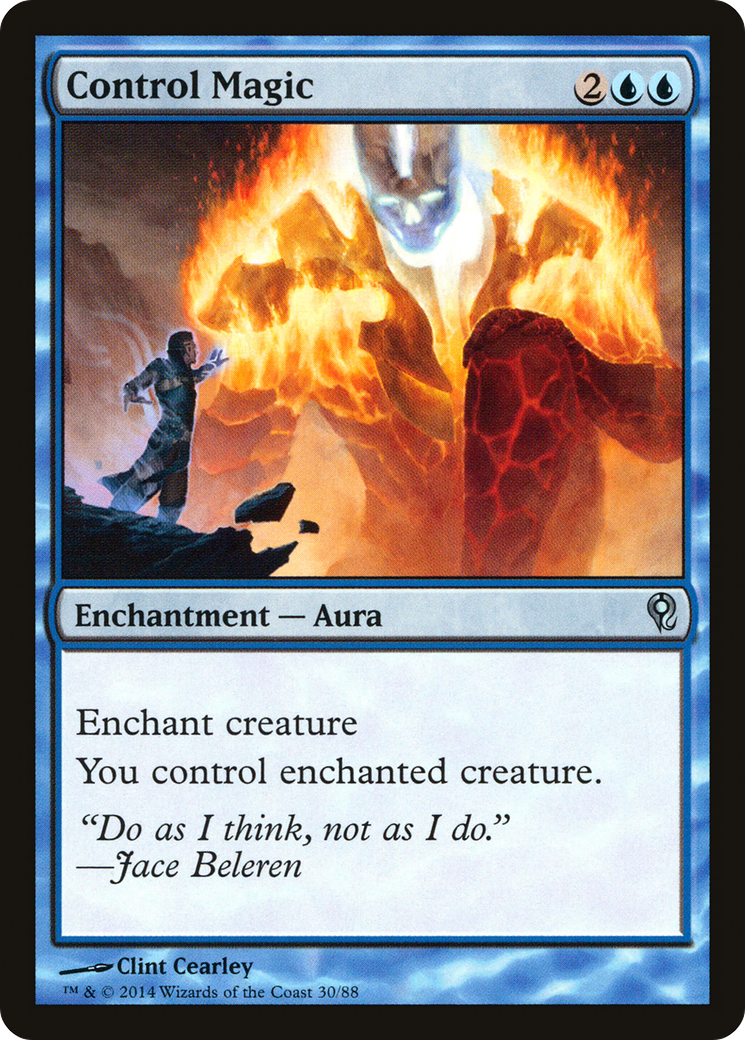 Control Magic 2
Enchantment — Aura
Enchant creature
You control enchanted creature.
“Do as I think, not as I do.”
—Jace Beleren
Clint Cearley
™ & © 2014 Wizards of the Coast 30/88